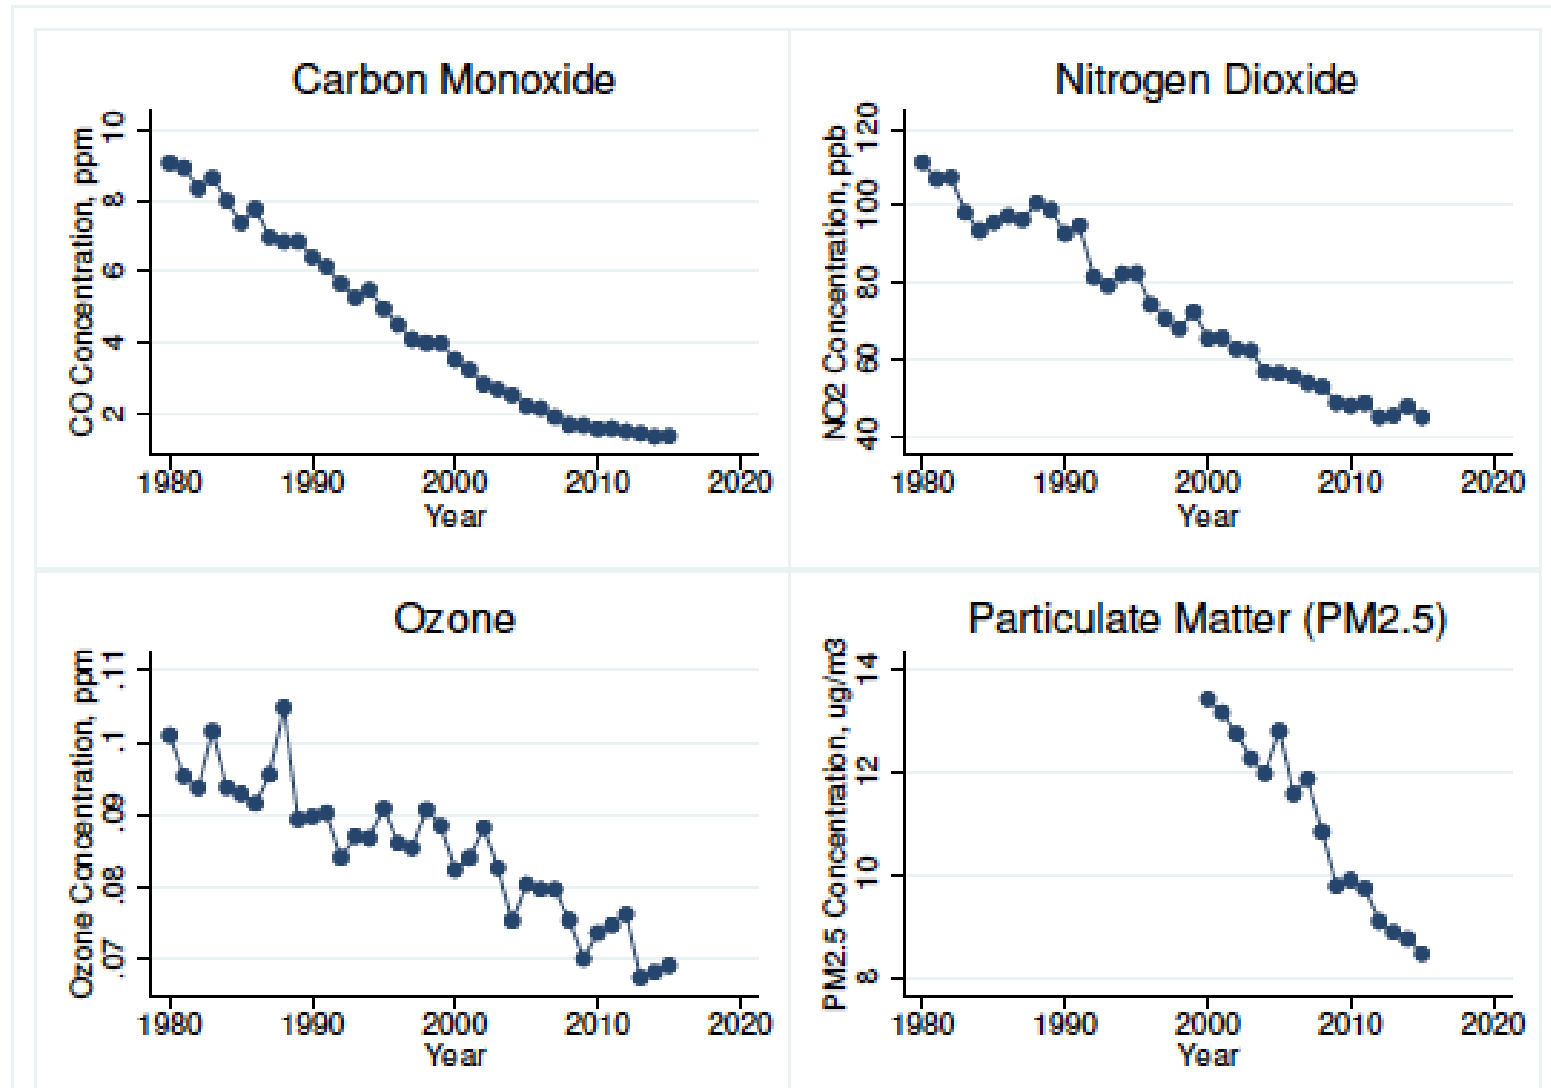 Carbon Monoxide
CO Concentration, ppm
10
8
6
4
2
1980 1990 2000 2010 2020
Year
Nitrogen Dioxide
NO2 Concentration, ppb
120
100
80
60
40
1980 1990 2000 2010 2020
Year
Ozone
Ozone Concentration, ppm
.11
.1
.09
.08
.07
1980 1990 2000 2010 2020
Year
Particulate Matter (PM2.5)
PM2.5 Concentration, ug/m3
14
12
10
8
1980 1990 2000 2010 2020
Year